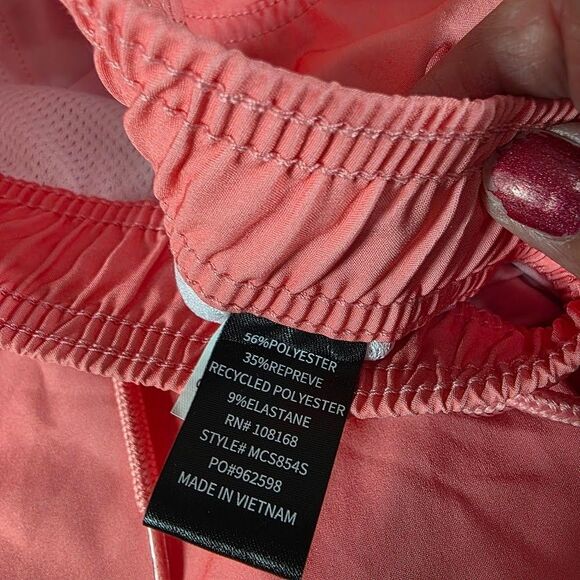 56%POLYESTER
35%REPREVE
RECYCLED POLYESTER
9%ELASTANE
RN# 108168
STYLE# MCS854S
PO#962598
MADE IN VIETNAM